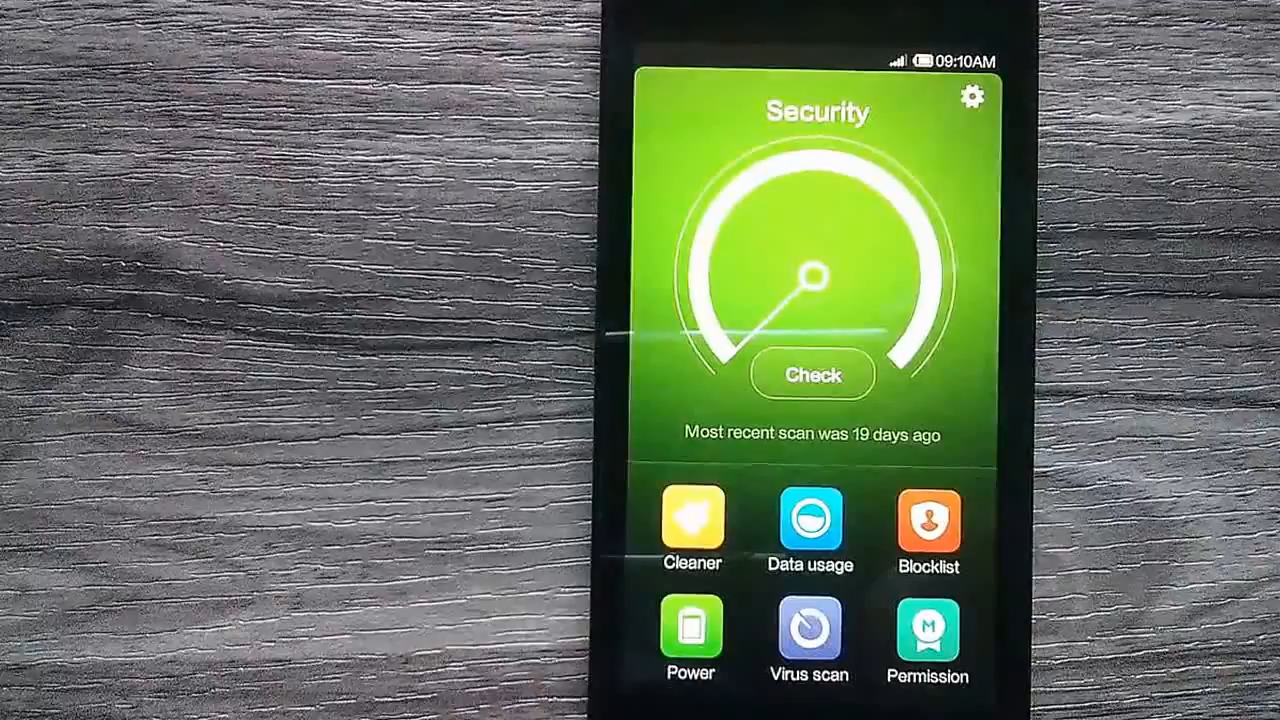 09:10AM
Security
Check
Most recent scan was 19 days ago
Cleaner
Data usage
Blocklist
Power
Virus scan
M
Permission